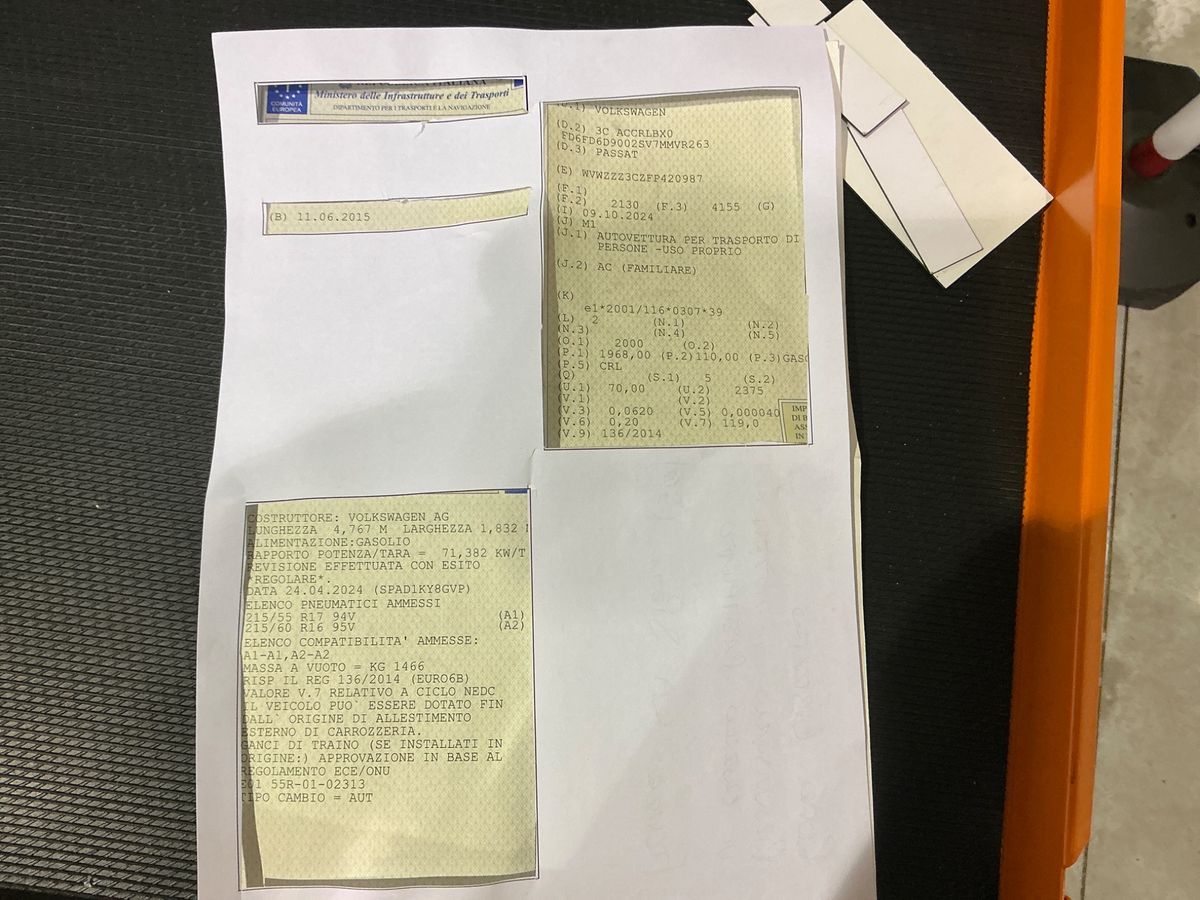 COMUNITÀ
EUROPEA
Ministero delle Infrastrutture e dei Trasporti
DIPARTIMENTO PER I TRASPORTI E LA NAVIGAZIONE
(B) 11.06.2015
(D.1) VOLKSWAGEN
(D.2) 3C ACCRLBX0
FD6FD6D9002SV7MMVR263
(D.3) PASSAT
(E) WVWZZZ3CZFP420987
(F.1)
(F.2) 2130 (F.3) 4155 (G)
(I) 09.10.2024
(J) M1
(J.1) AUTOVETTURA PER TRASPORTO DI
PERSONE -USO PROPRIO
(J.2) AC (FAMILIARE)
(K)
e1*2001/116*0307*39
(L) 2 (N.1) (N.2)
(N.3) (N.4) (N.5)
(O.1) 2000 (O.2)
(P.1) 1968,00 (P.2)110,00 (P.3)GASO
(P.5) CRL
(Q) (S.1) 5 (S.2)
(U.1) 70,00 (U.2) 2375
(V.1) (V.2)
(V.3) 0,0620 (V.5) 0,000040
(V.6) 0,20 (V.7) 119,0
(V.9) 136/2014
IMP
DI B
ASS
IN
COSTRUTTORE: VOLKSWAGEN AG
LUNGHEZZA 4,767 M LARGHEZZA 1,832 M
ALIMENTAZIONE:GASOLIO
RAPPORTO POTENZA/TARA = 71,382 KW/T
REVISIONE EFFETTUATA CON ESITO
*REGOLARE*.
DATA 24.04.2024 (SPAD1KY8GVP)
ELENCO PNEUMATICI AMMESSI
215/55 R17 94V (A1)
215/60 R16 95V (A2)
ELENCO COMPATIBILITA' AMMESSE:
A1-A1,A2-A2
MASSA A VUOTO = KG 1466
RISP IL REG 136/2014 (EURO6B)
VALORE V.7 RELATIVO A CICLO NEDC
IL VEICOLO PUO` ESSERE DOTATO FIN
DALL` ORIGINE DI ALLESTIMENTO
ESTERNO DI CARROZZERIA.
GANCI DI TRAINO (SE INSTALLATI IN
ORIGINE:) APPROVAZIONE IN BASE AL
REGOLAMENTO ECE/ONU
E01 55R-01-02313
TIPO CAMBIO = AUT